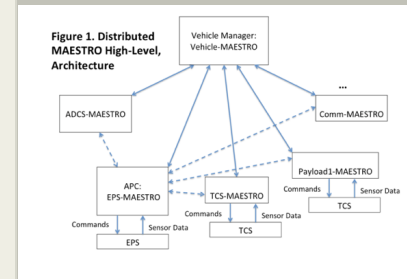 Figure 1. Distributed
MAESTRO High-Level,
Architecture
Vehicle Manager:
Vehicle-MAESTRO
...
ADCS-MAESTRO
Comm-MAESTRO
APC:
EPS-MAESTRO
TCS-MAESTRO
Payload1-MAESTRO
Commands
Sensor Data
TCS
Commands
Sensor Data
TCS
Commands
Sensor Data
EPS